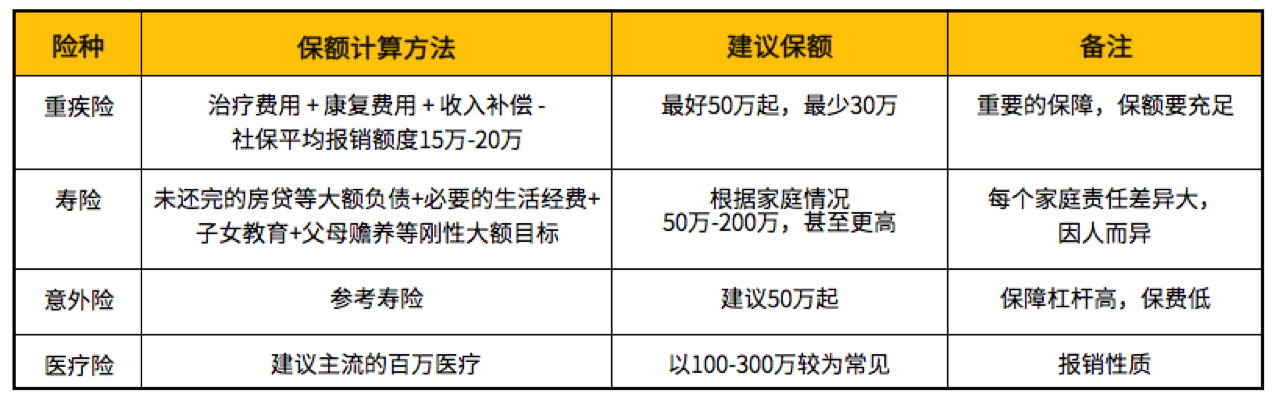 险种 保额计算方法 建议保额 备注
重疾险 治疗费用 + 康复费用 + 收入补偿 - 最好50万起，最少30万 重要的保障，保额要充足
社保平均报销额度15万-20万
寿险 未还完的房贷等大额负债+必要的生活经费+ 根据家庭情况 每个家庭责任差异大，
子女教育+父母赡养等刚性大额目标 50万-200万，甚至更高 因人而异
意外险 参考寿险 建议50万起 保障杠杆高，保费低
医疗险 建议主流的百万医疗 以100-300万较为常见 报销性质